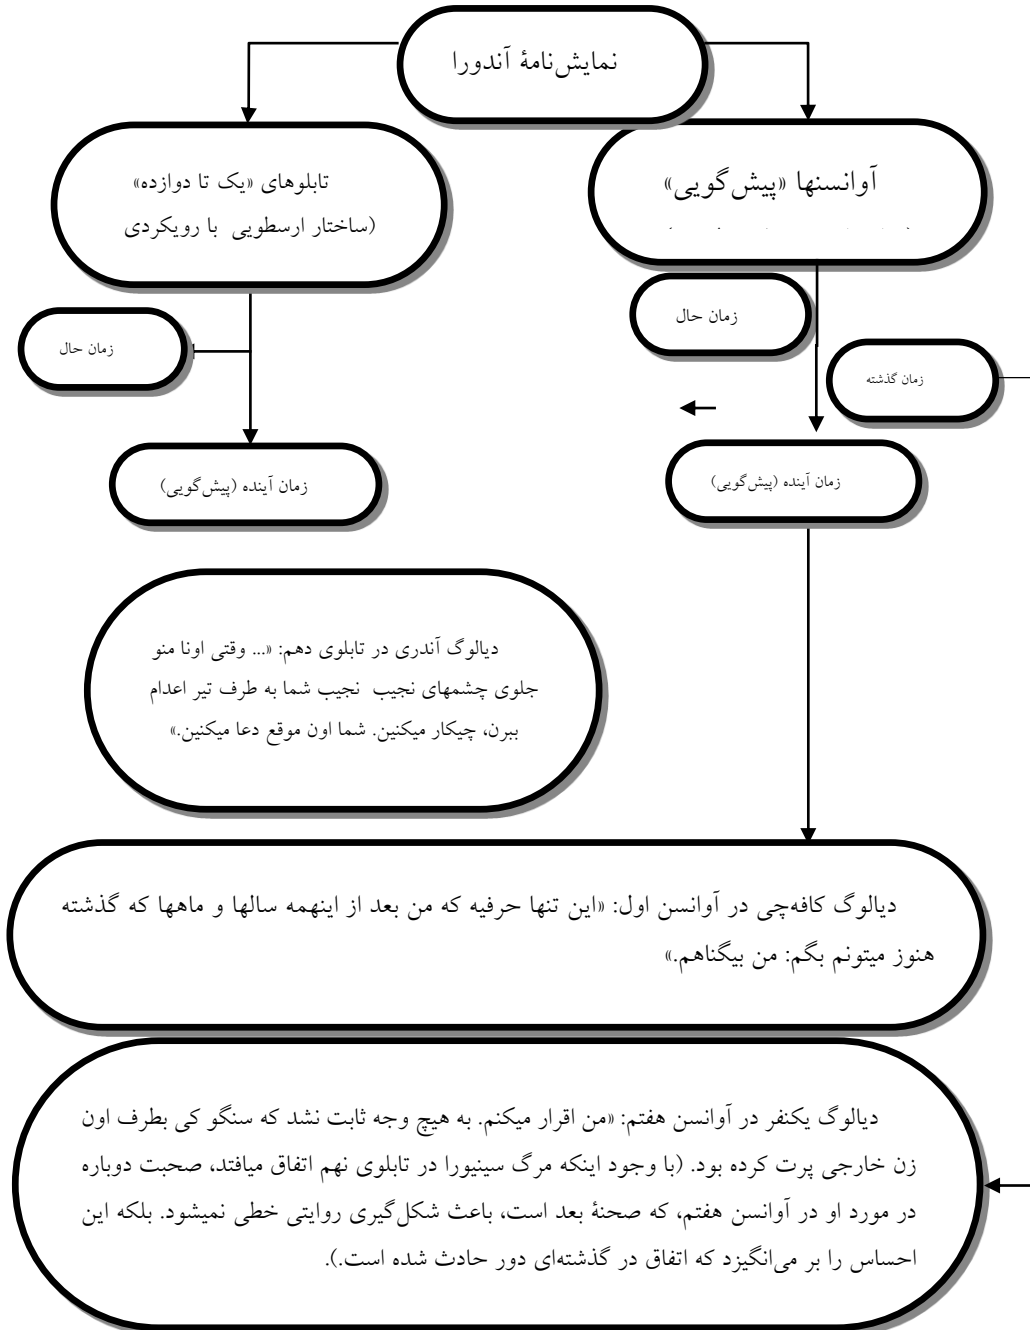 نمایش‌نامۀ آندورا
آوانسنها «پیش‌گویی»
تابلوهای «یک تا دوازده»
(ساختار ارسطویی با رویکردی
زمان حال
زمان گذشته
زمان آینده (پیش‌گویی)
زمان حال
زمان آینده (پیش‌گویی)
دیالوگ آندری در تابلوی دهم: «... وقتی اونا منو
جلوی چشمهای نجیب نجیب شما به طرف تیر اعدام
ببرن، چیکار میکنین. شما اون موقع دعا میکنین.»
دیالوگ کافه‌چی در آوانسن اول: «این تنها حرفیه که من بعد از اینهمه سالها و ماهها که گذشته
هنوز میتونم بگم: من بیگناهم.»
دیالوگ یکنفر در آوانسن هفتم: «من اقرار میکنم. به هیچ وجه ثابت نشد که سنگو کی بطرف اون
زن خارجی پرت کرده بود. (با وجود اینکه مرگ سینیورا در تابلوی نهم اتفاق میافتد، صحبت دوباره
در مورد او در آوانسن هفتم، که صحنۀ بعد است، باعث شکل‌گیری روایتی خطی نمیشود. بلکه این
احساس را بر می‌انگیزد که اتفاق در گذشته‌ای دور حادث شده است.).